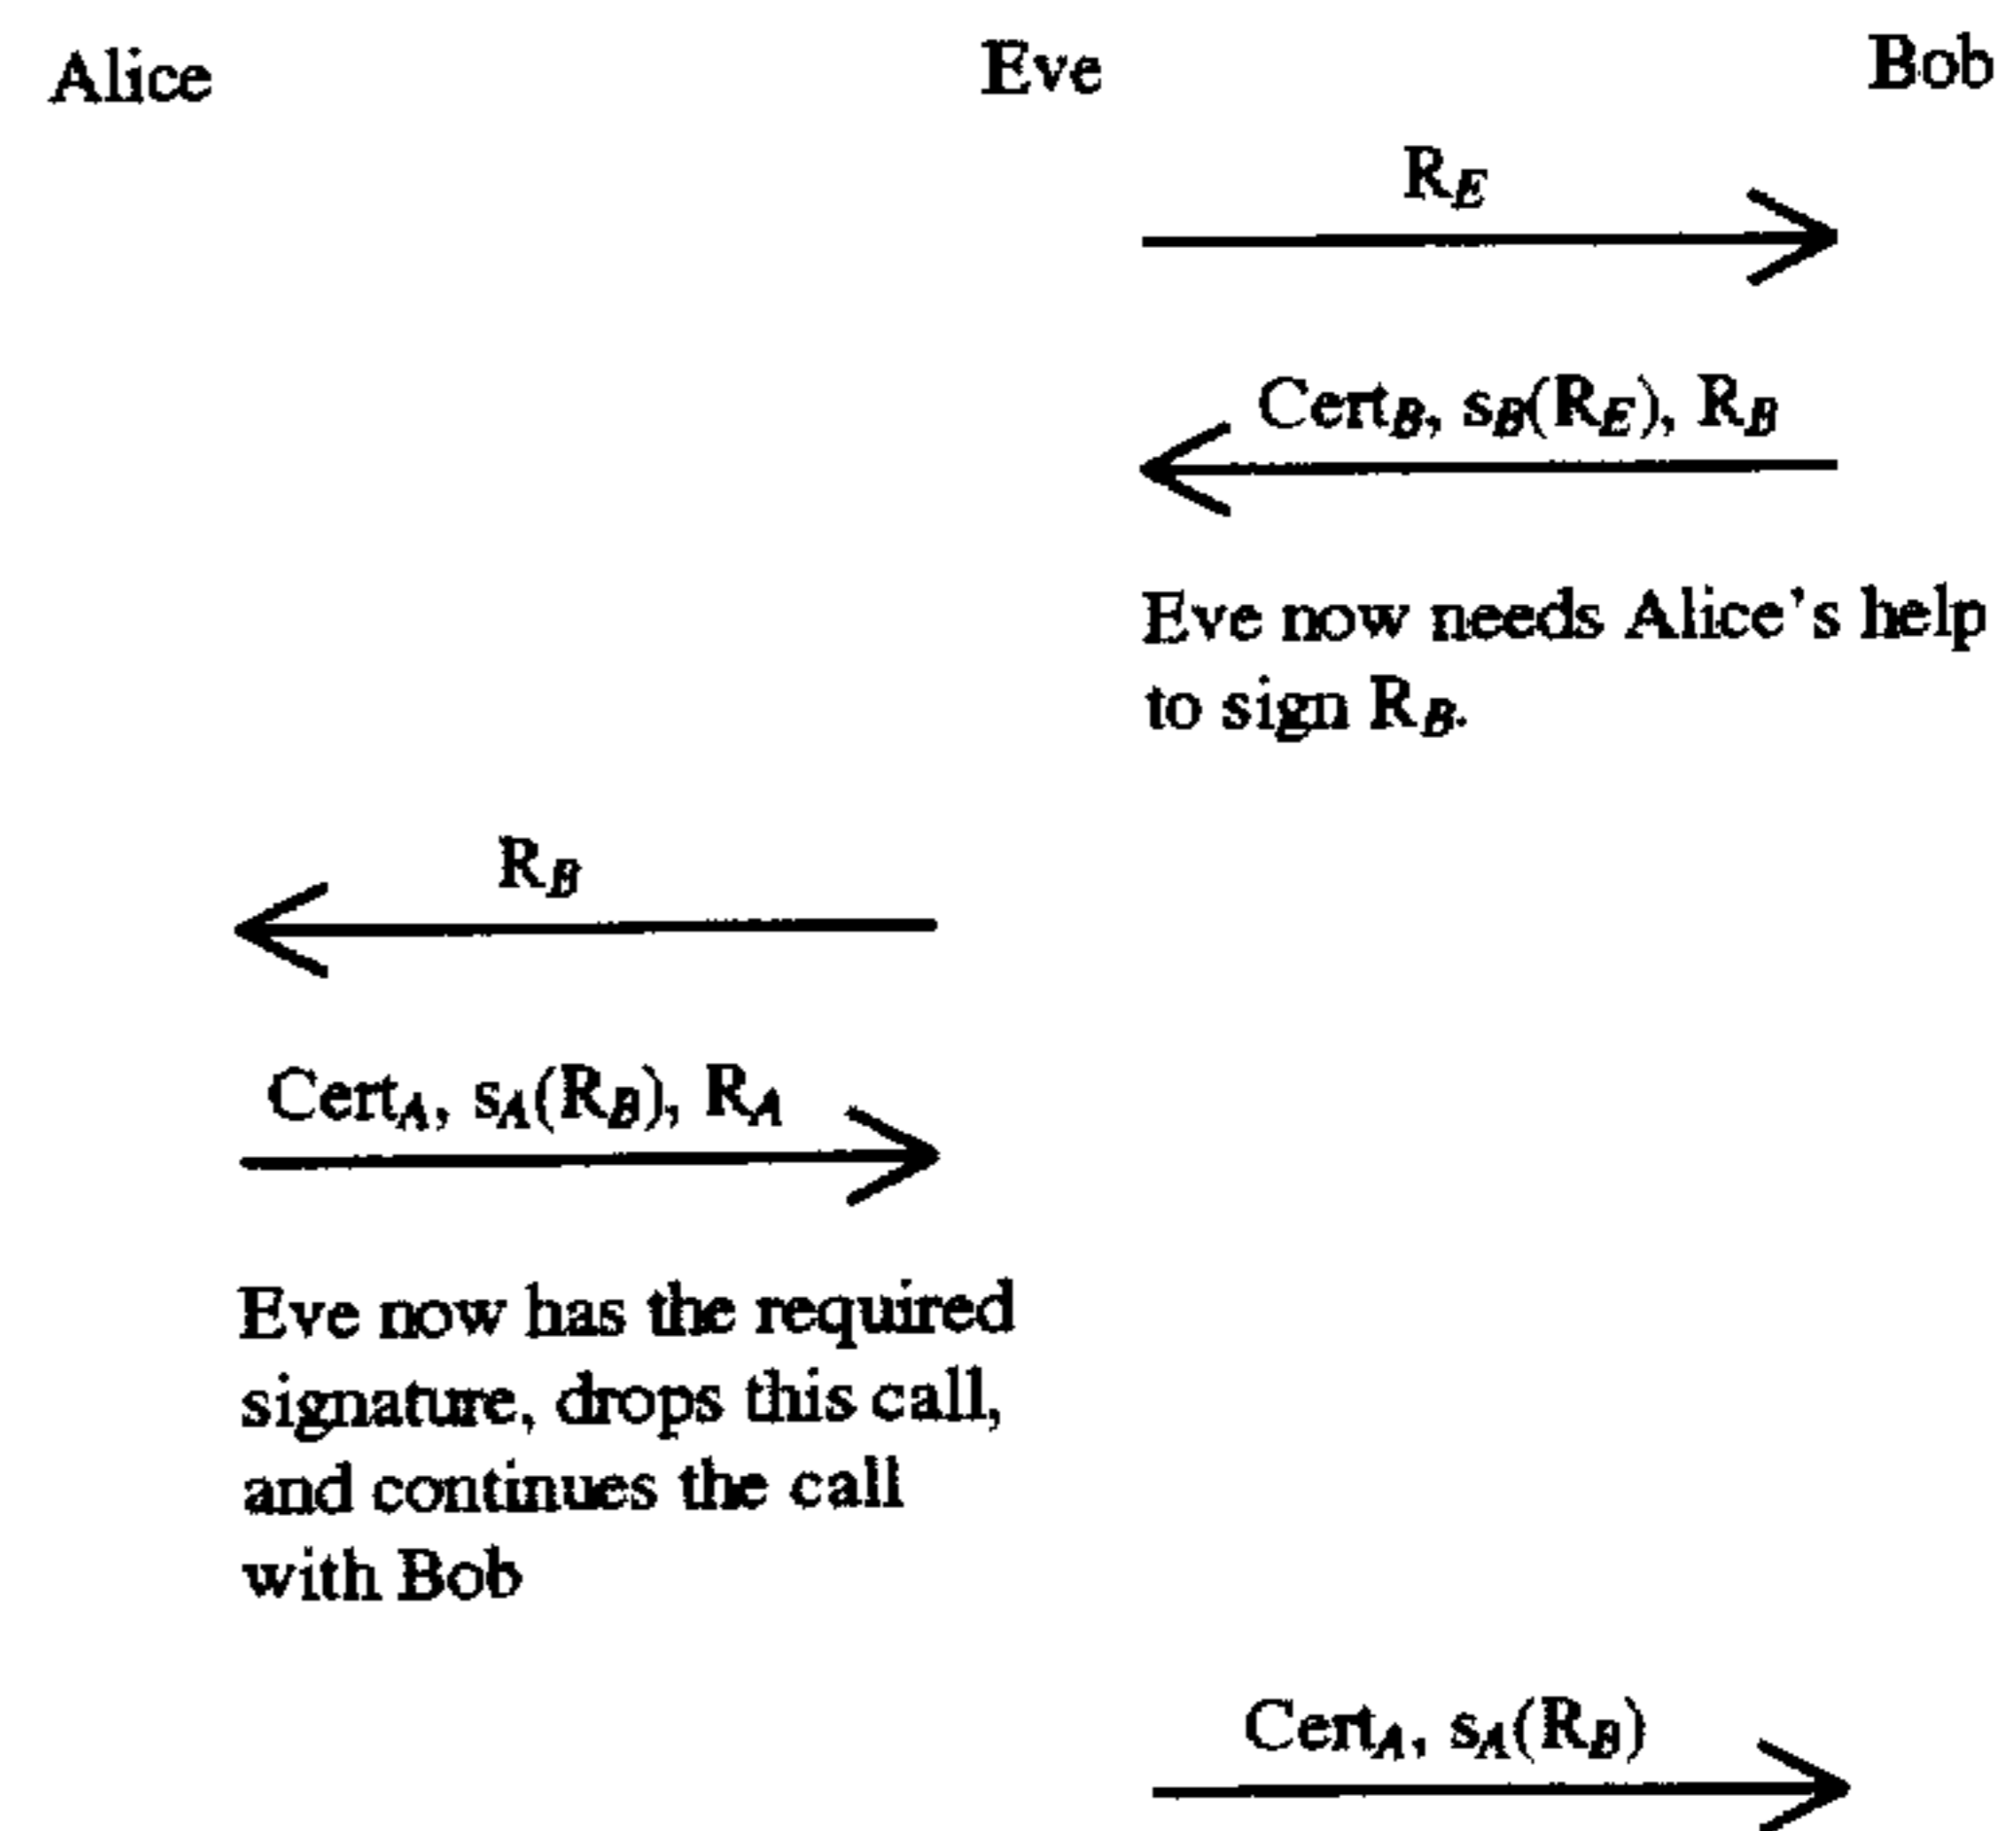 Alice Eve Bob
R_E
Cert_B, s_B(R_E), R_B
Eve now needs Alice's help
to sign R_B.
R_B
Cert_A, s_A(R_B), R_A
Eve now has the required
signature, drops this call,
and continues the call
with Bob
Cert_A, s_A(R_B)